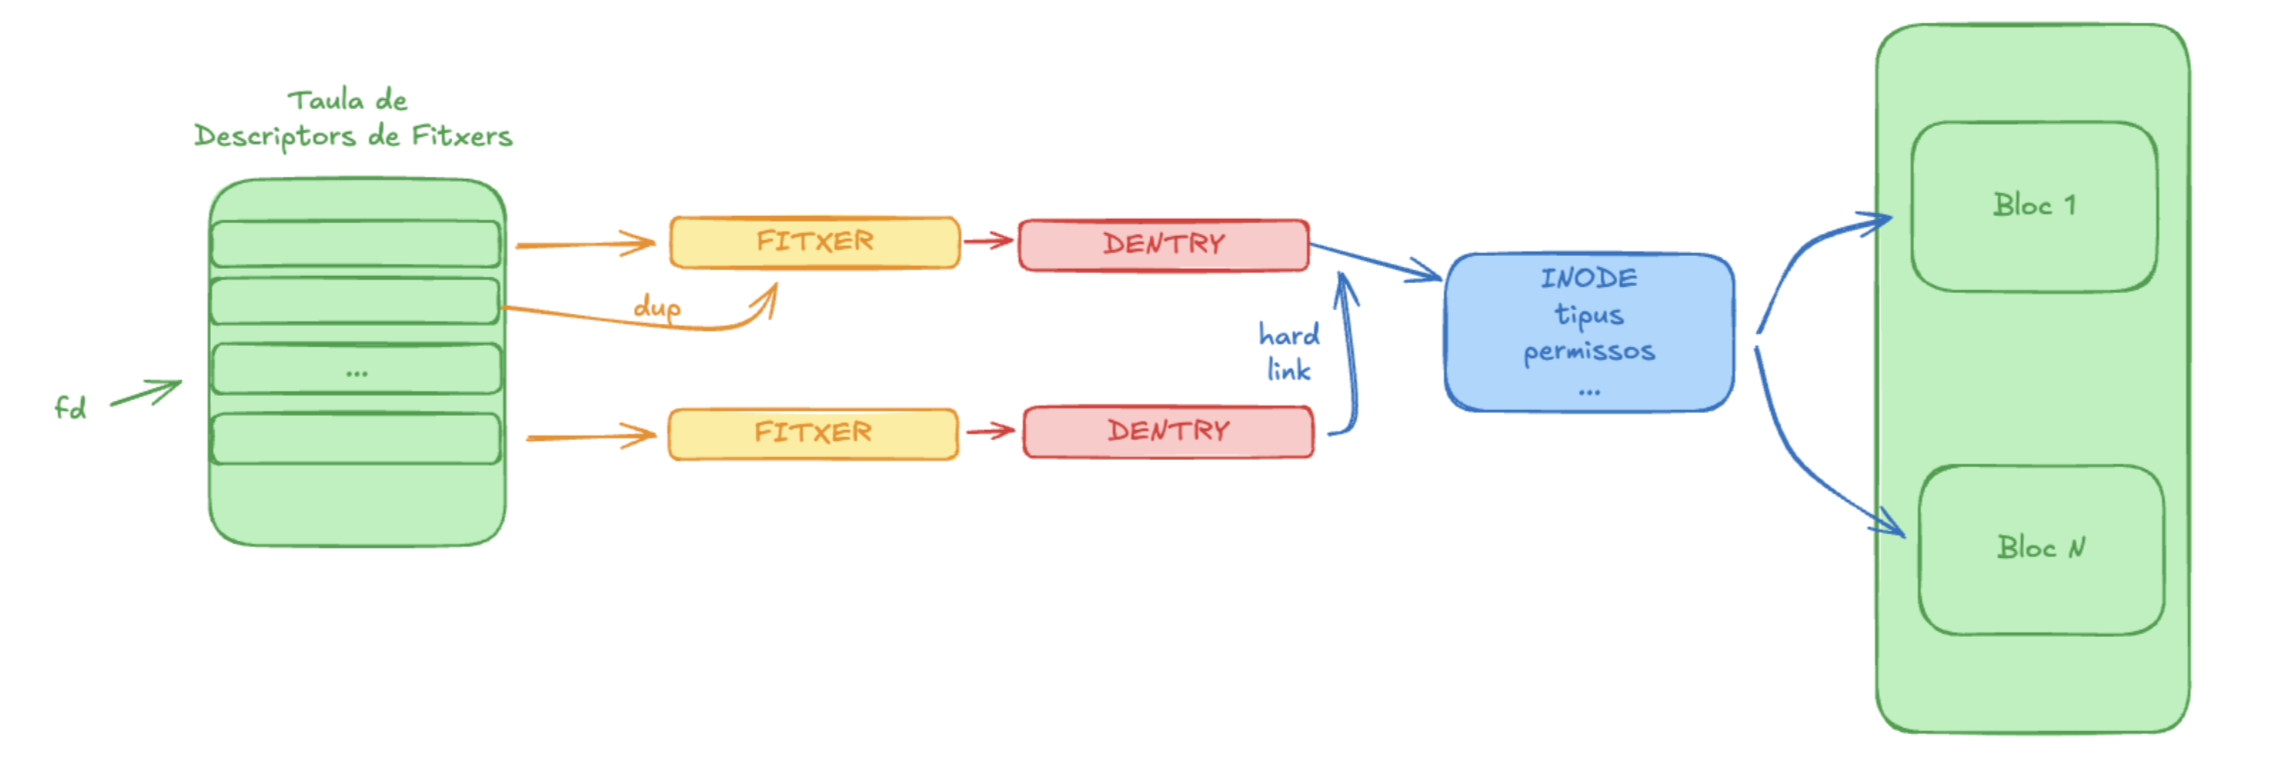 Taula de
Descriptors de Fitxers
fd
...
dup
FITXER
DENTRY
FITXER
DENTRY
hard
link
INODE
tipus
permissos
...
Bloc 1
Bloc N